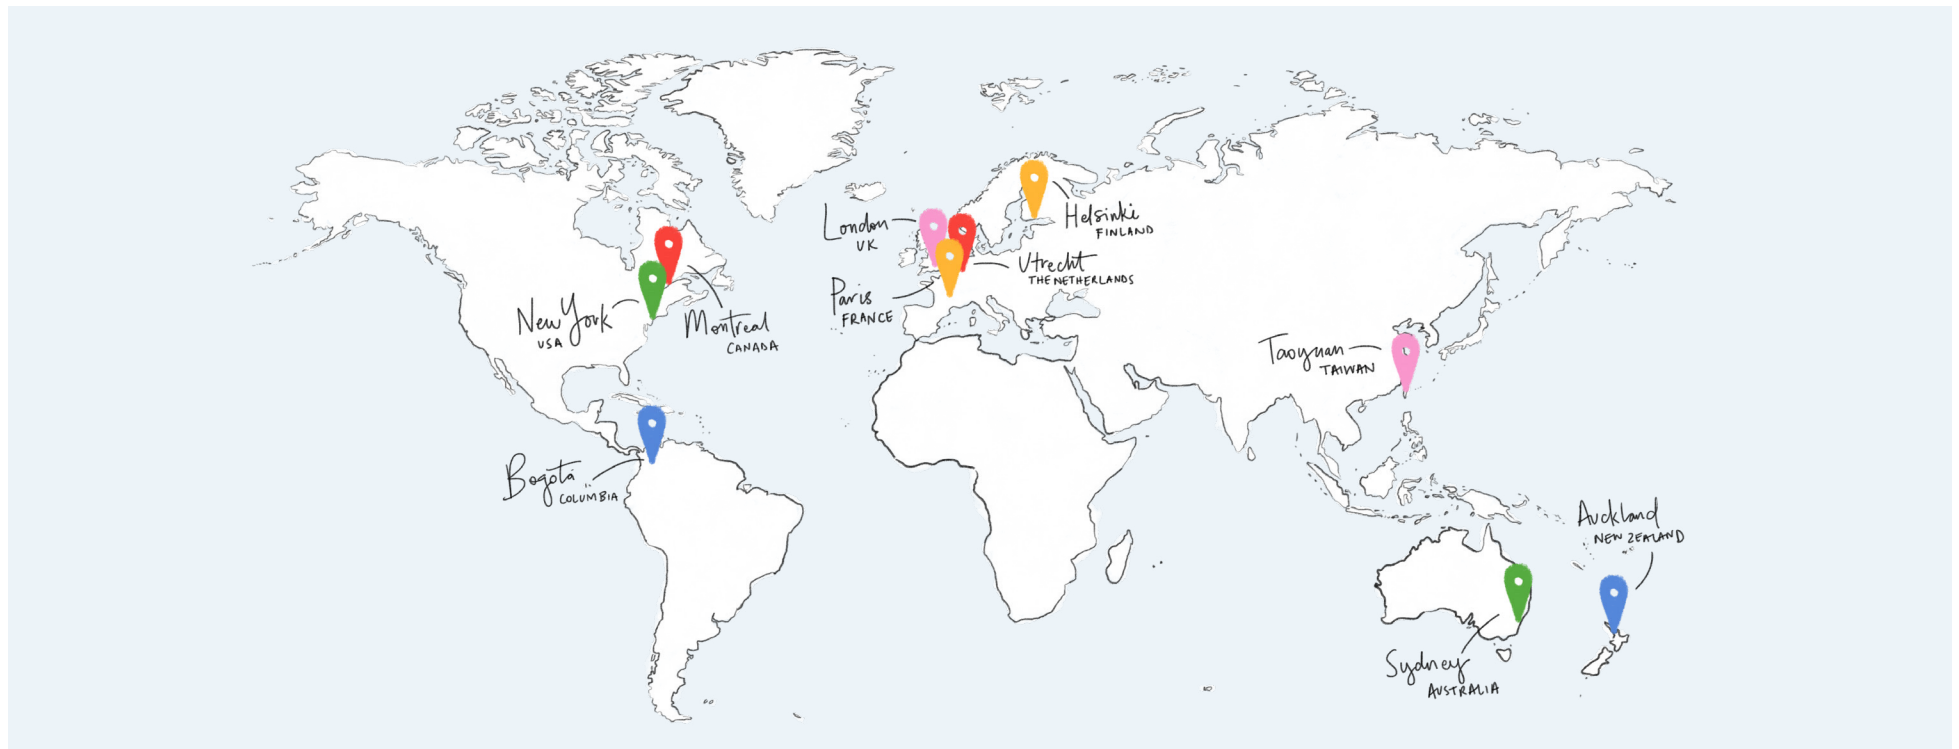 London
UK
Helsinki
FINLAND
Utrecht
THE NETHERLANDS
Paris
FRANCE
New York
USA
Montreal
CANADA
Taoyuan
TAIWAN
Bogotá
COLUMBIA
Auckland
NEW ZEALAND
Sydney
AUSTRALIA